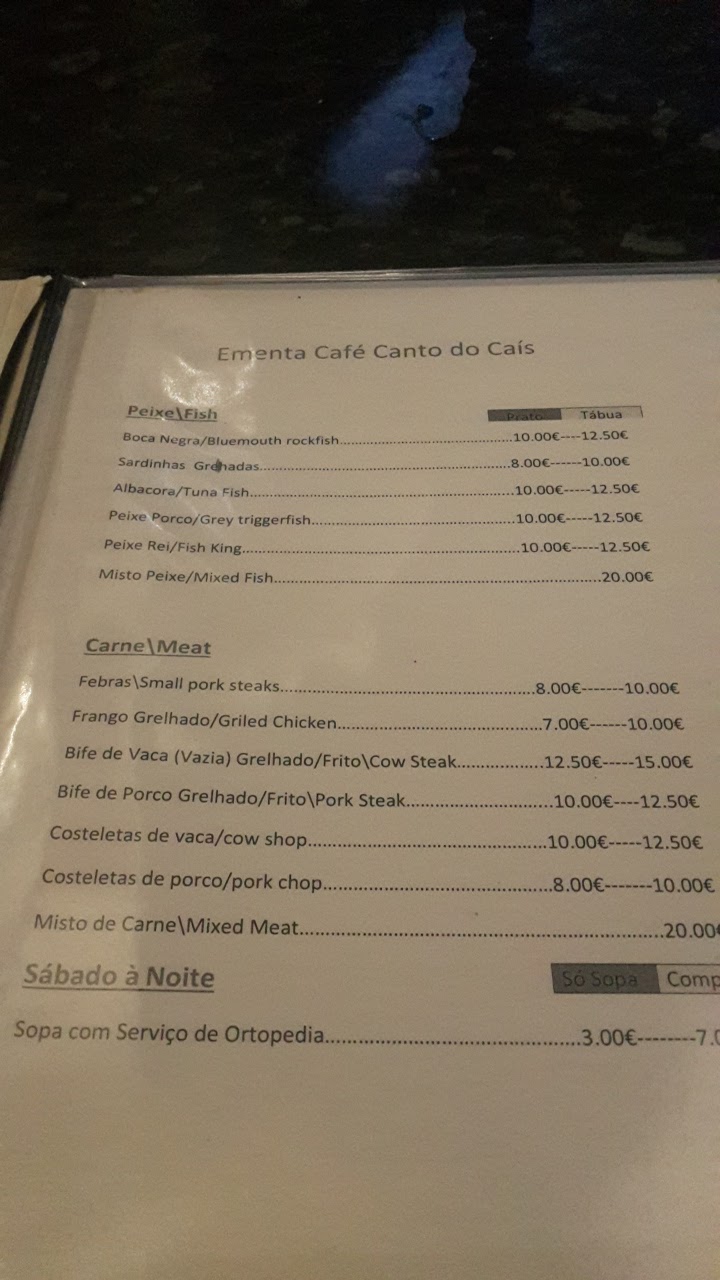 Ementa Café Canto do Caís
Peixe\Fish Prato Tábua
Boca Negra/Bluemouth rockfish....................................10.00€----12.50€
Sardinhas Grelhadas....................................8.00€------10.00€
Albacora/Tuna Fish....................................10.00€-----12.50€
Peixe Porco/Grey triggerfish....................................10.00€-----12.50€
Peixe Rei/Fish King....................................10.00€-----12.50€
Misto Peixe/Mixed Fish....................................20.00€
Carne\Meat
Febras\Small pork steaks....................................8.00€-------10.00€
Frango Grelhado/Griled Chicken....................................7.00€------10.00€
Bife de Vaca (Vazia) Grelhado/Frito\Cow Steak.................12.50€-----15.00€
Bife de Porco Grelhado/Frito\Pork Steak.........................10.00€----12.50€
Costeletas de vaca/cow shop....................................10.00€-----12.50€
Costeletas de porco/pork chop....................................8.00€-------10.00€
Misto de Carne\Mixed Meat....................................20.00€
Sábado à Noite Só Sopa Comp
Sopa com Serviço de Ortopedia....................................3.00€--------7.0